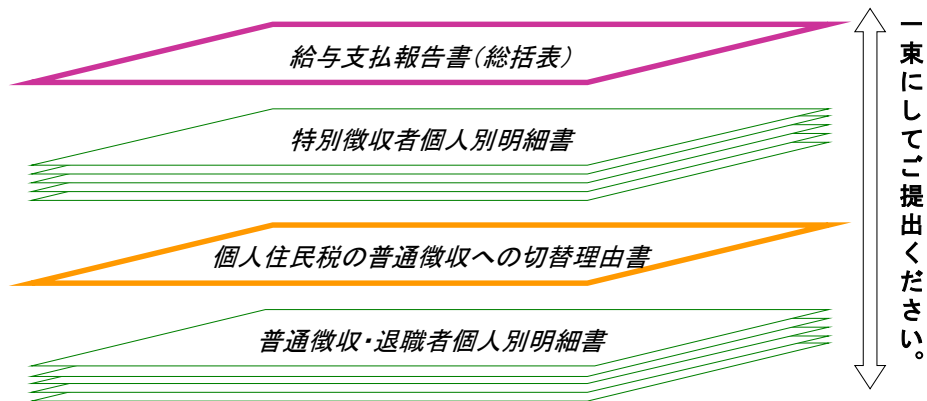 給与支払報告書(総括表)
特別徴収者個人別明細書
個人住民税の普通徴収への切替理由書
普通徴収・退職者個人別明細書
一束にしてご提出ください。